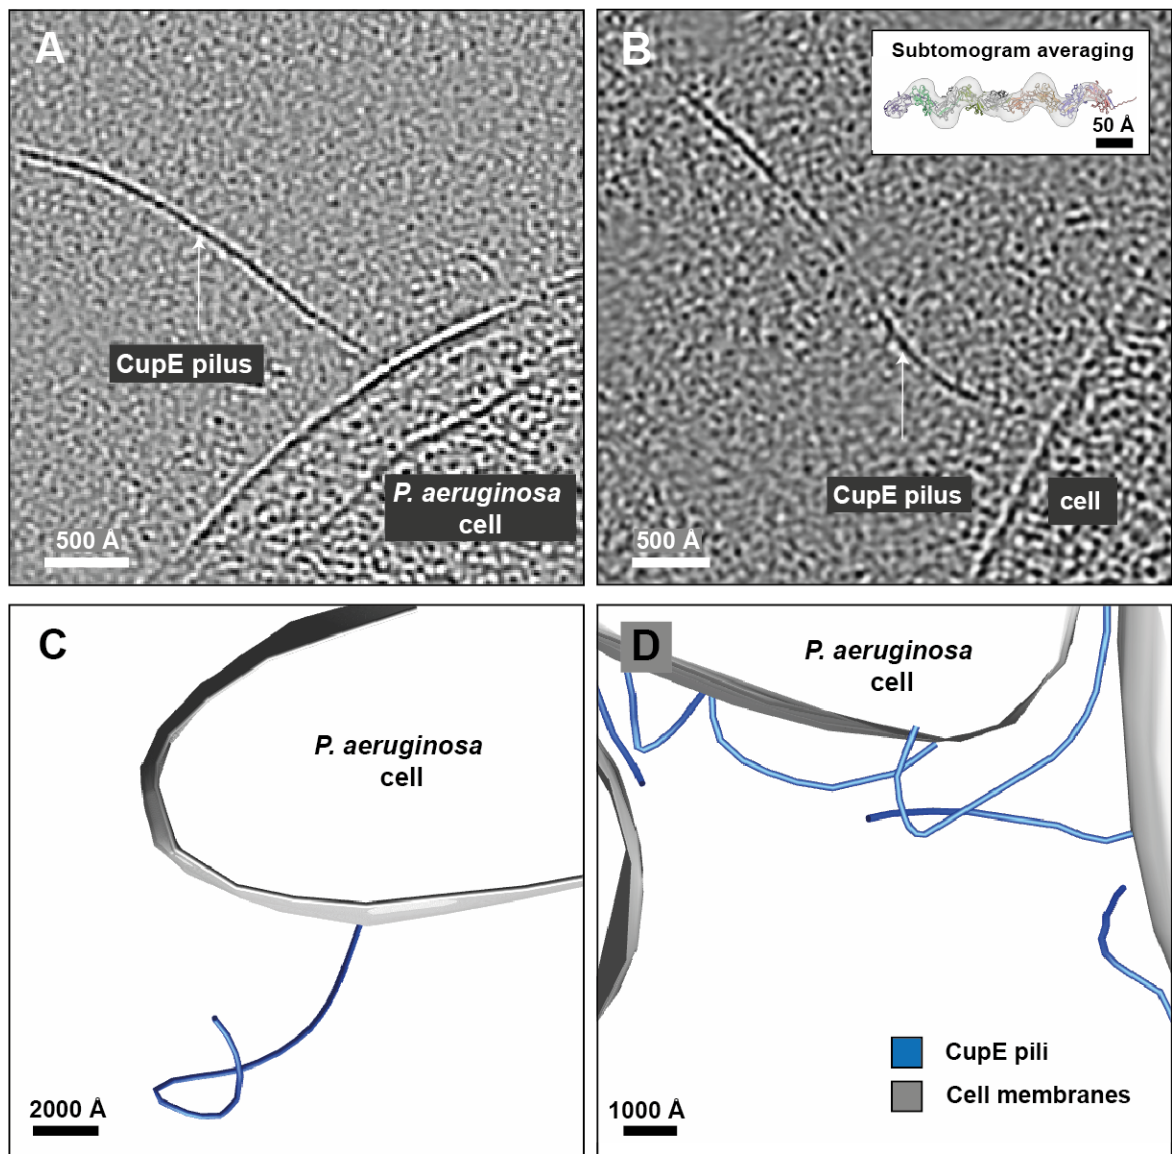 A
CupE pilus
P. aeruginosa
cell
500 Å
B
Subtomogram averaging
50 Å
CupE pilus
cell
500 Å
C
P. aeruginosa
cell
2000 Å
D
P. aeruginosa
cell
CupE pili
Cell membranes
1000 Å